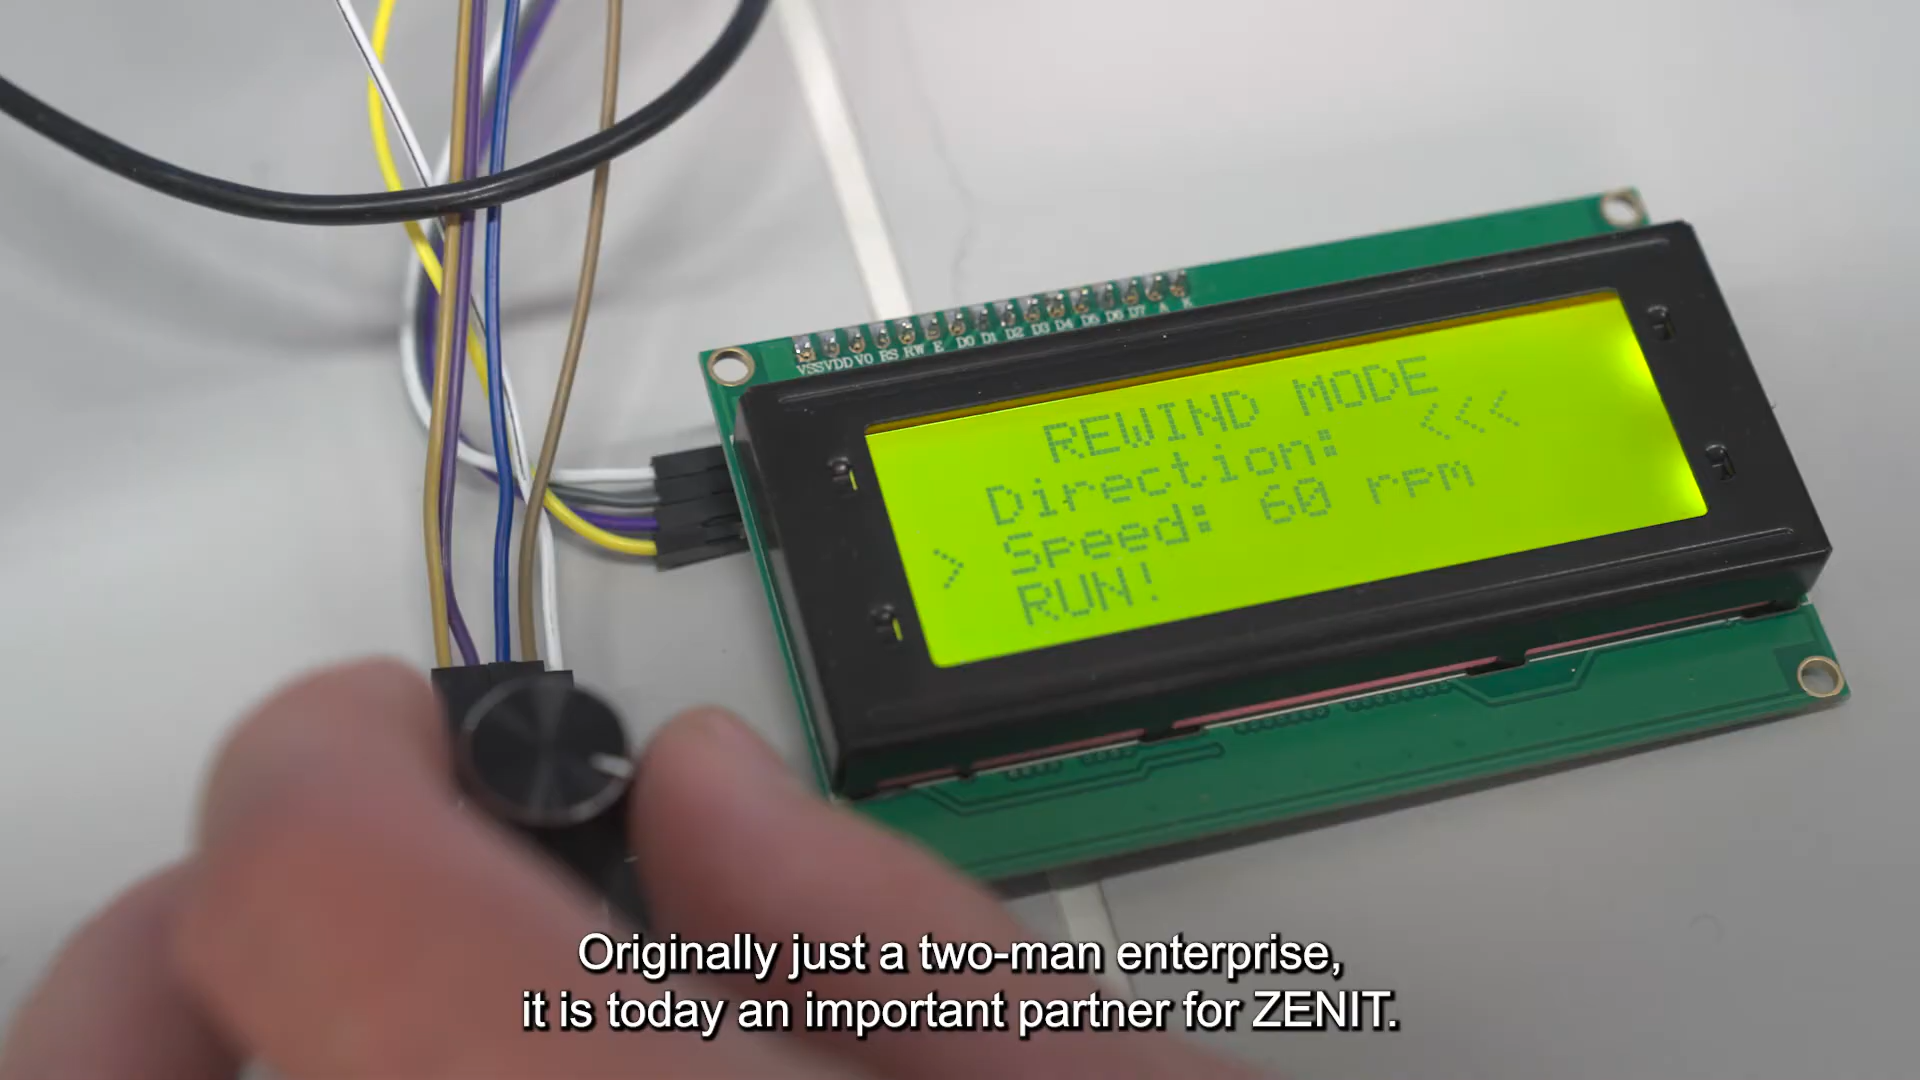 VSS VDD V0 RS RW E D0 D1 D2 D3 D4 D5 D6 D7 A K
REWIND MODE
Direction: <<<
> Speed: 60 rpm
RUN!
Originally just a two-man enterprise,
it is today an important partner for ZENIT.